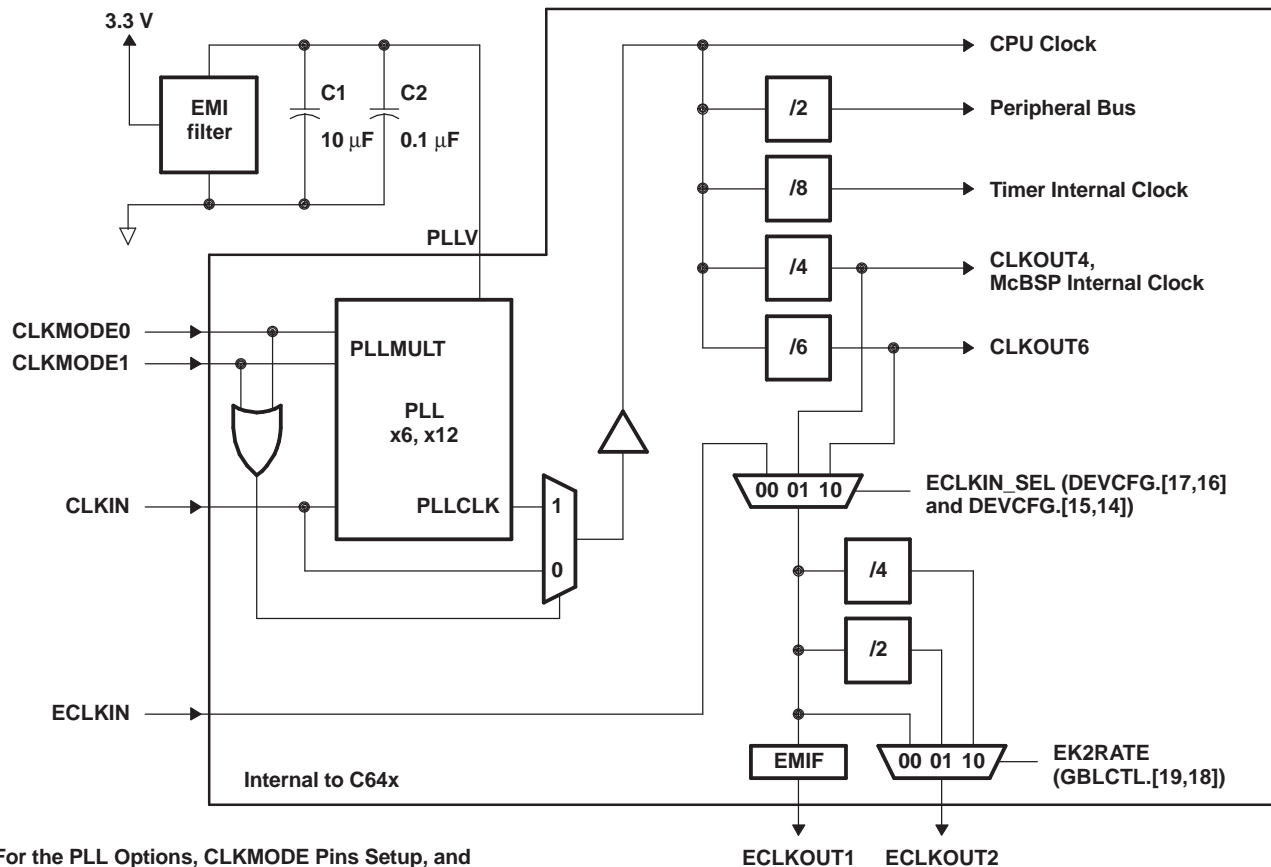 3.3 V
CPU Clock
EMI
filter
C1
C2
10 μF
0.1 μF
/2
Peripheral Bus
/8
Timer Internal Clock
PLLV
/4
CLKOUT4,
McBSP Internal Clock
CLKMODE0
CLKMODE1
PLLMULT
/6
CLKOUT6
PLL
x6, x12
CLKIN
PLLCLK
1
0
00 01 10
ECLKIN_SEL (DEVCFG.[17,16]
and DEVCFG.[15,14])
/4
/2
ECLKIN
EMIF
00 01 10
EK2RATE
(GBLCTL.[19,18])
Internal to C64x
ECLKOUT1
ECLKOUT2
For the PLL Options, CLKMODE Pins Setup, and